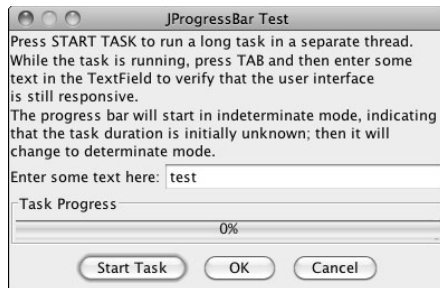 JProgressBar Test
Press START TASK to run a long task in a separate thread.
While the task is running, press TAB and then enter some
text in the TextField to verify that the user interface
is still responsive.
The progress bar will start in indeterminate mode, indicating
that the task duration is initially unknown; then it will
change to determinate mode.
Enter some text here: test
Task Progress
0%
Start Task OK Cancel